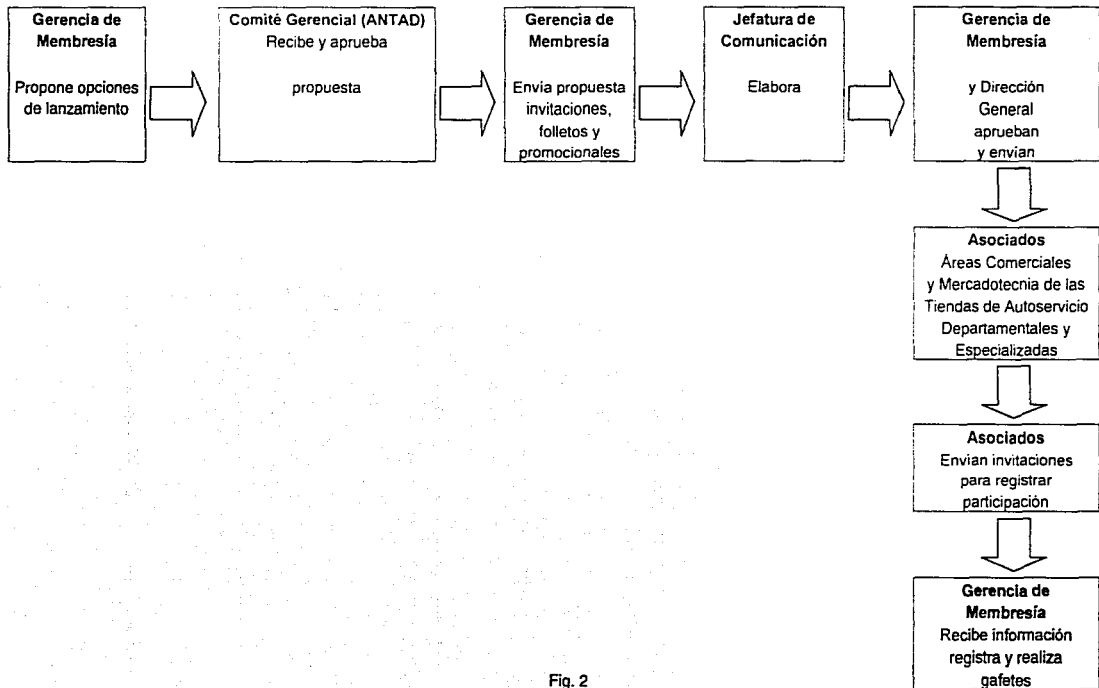 Gerencia de
Membresía
Propone opciones
de lanzamiento
Comité Gerencial (ANTAD)
Recibe y aprueba
propuesta
Gerencia de
Membresía
Envía propuesta
invitaciones,
folletos y
promocionales
Jefatura de
Comunicación
Elabora
Gerencia de
Membresía
y Dirección
General
aprueban
y envian
Asociados
Áreas Comerciales
y Mercadotecnia de las
Tiendas de Autoservicio
Departamentales y
Especializadas
Asociados
Envian invitaciones
para registrar
participación
Gerencia de
Membresía
Recibe información
registra y realiza
gafetes
Fig. 2